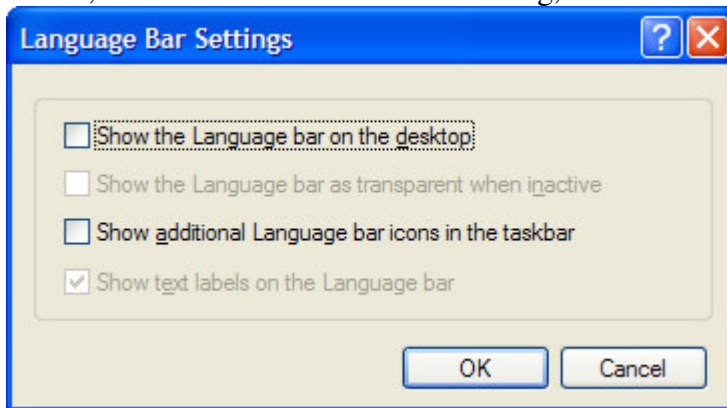 Language Bar Settings
Show the Language bar on the desktop
Show the Language bar as transparent when inactive
Show additional Language bar icons in the taskbar
Show text labels on the Language bar
OK Cancel